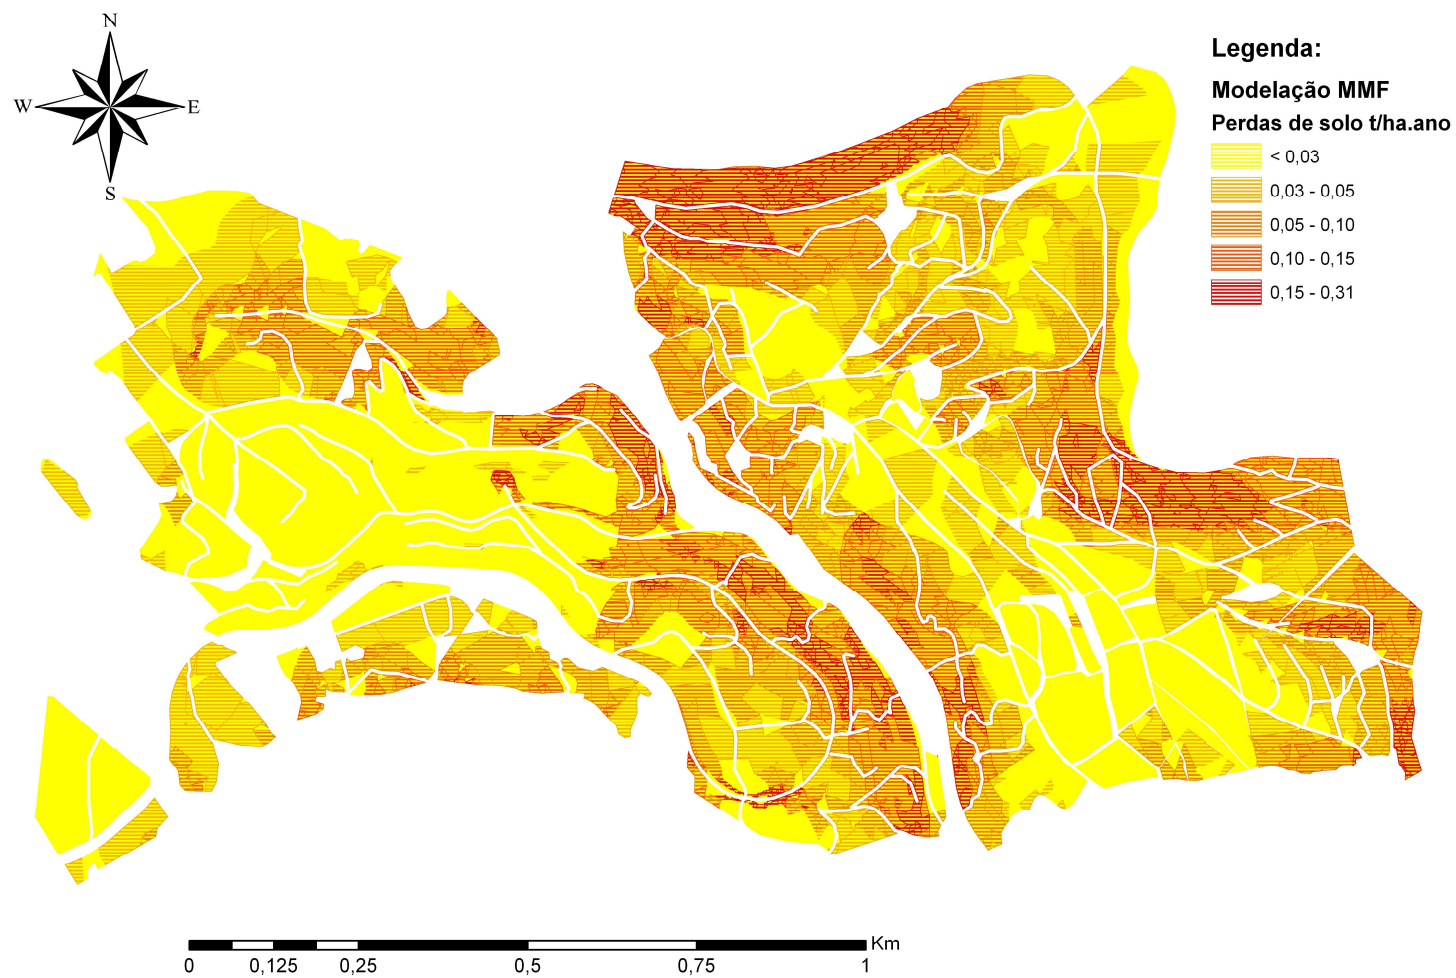 N
W
E
S
Legenda:
Modelação MMF
Perdas de solo t/ha.ano
< 0,03
0,03 - 0,05
0,05 - 0,10
0,10 - 0,15
0,15 - 0,31
Km
0 0,125 0,25 0,5 0,75 1